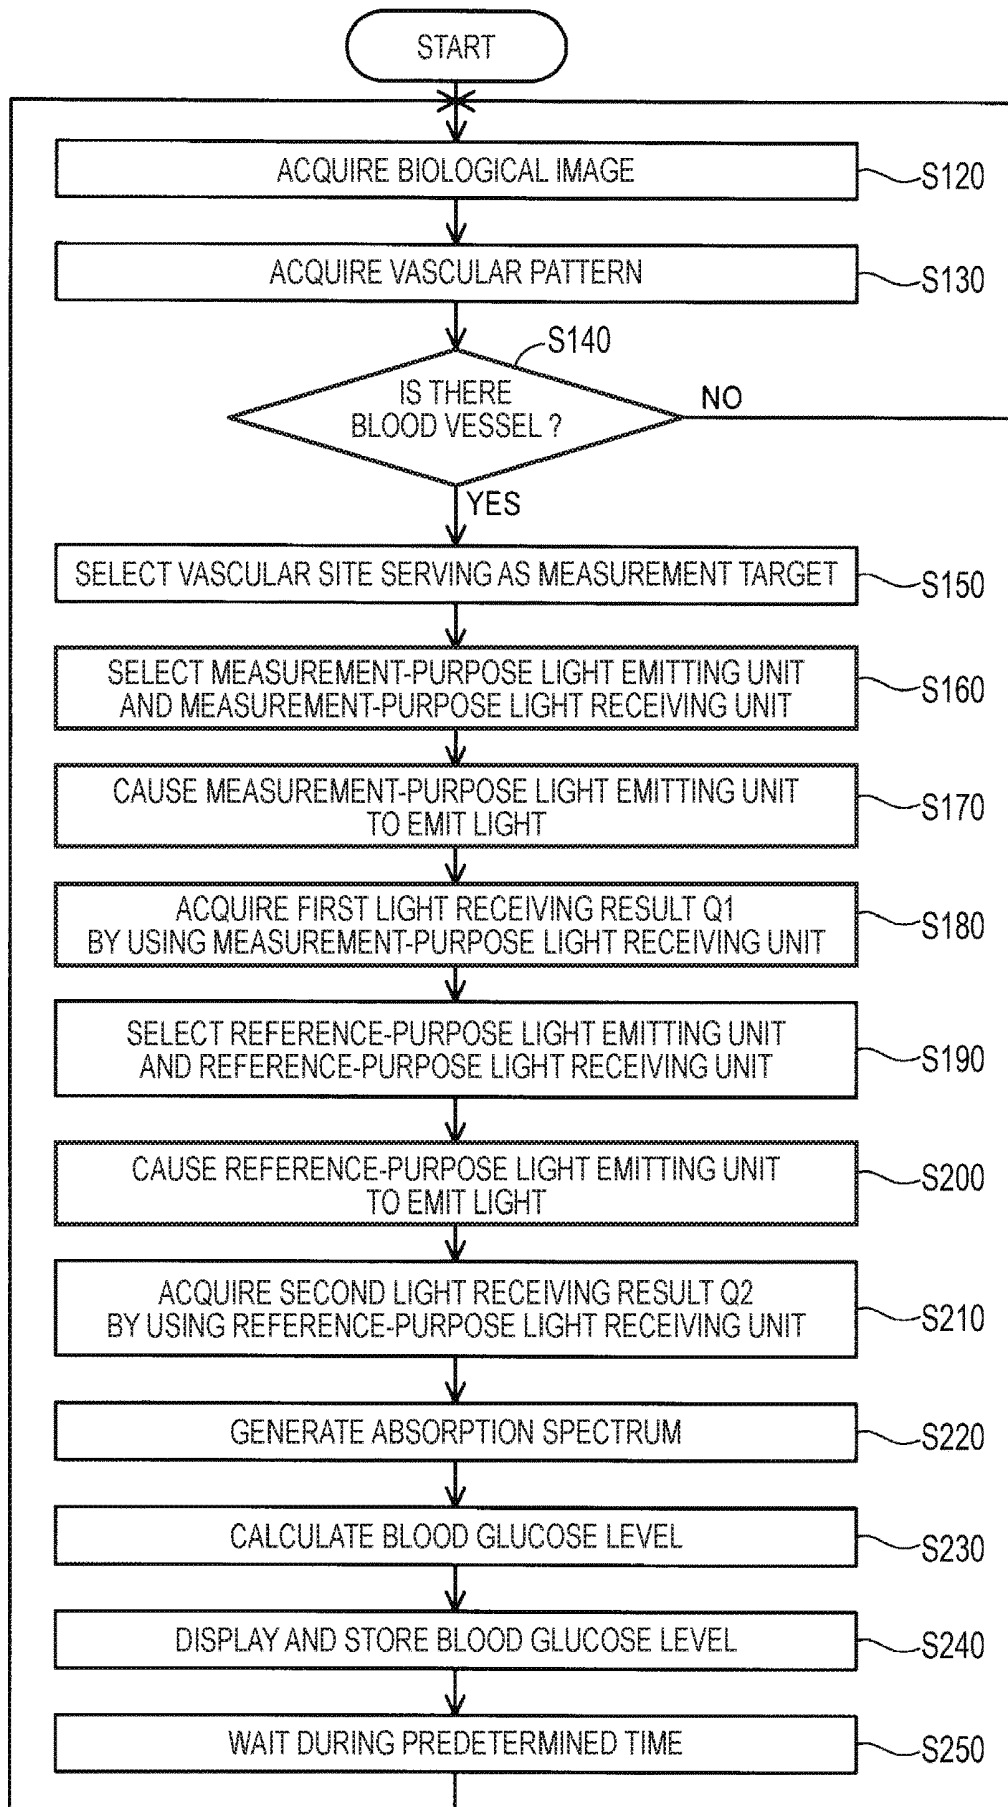 START
ACQUIRE BIOLOGICAL IMAGE
S120
ACQUIRE VASCULAR PATTERN
S130
S140
IS THERE
BLOOD VESSEL ?
NO
YES
SELECT VASCULAR SITE SERVING AS MEASUREMENT TARGET
S150
SELECT MEASUREMENT-PURPOSE LIGHT EMITTING UNIT
AND MEASUREMENT-PURPOSE LIGHT RECEIVING UNIT
S160
CAUSE MEASUREMENT-PURPOSE LIGHT EMITTING UNIT
TO EMIT LIGHT
S170
ACQUIRE FIRST LIGHT RECEIVING RESULT Q1
BY USING MEASUREMENT-PURPOSE LIGHT RECEIVING UNIT
S180
SELECT REFERENCE-PURPOSE LIGHT EMITTING UNIT
AND REFERENCE-PURPOSE LIGHT RECEIVING UNIT
S190
CAUSE REFERENCE-PURPOSE LIGHT EMITTING UNIT
TO EMIT LIGHT
S200
ACQUIRE SECOND LIGHT RECEIVING RESULT Q2
BY USING REFERENCE-PURPOSE LIGHT RECEIVING UNIT
S210
GENERATE ABSORPTION SPECTRUM
S220
CALCULATE BLOOD GLUCOSE LEVEL
S230
DISPLAY AND STORE BLOOD GLUCOSE LEVEL
S240
WAIT DURING PREDETERMINED TIME
S250